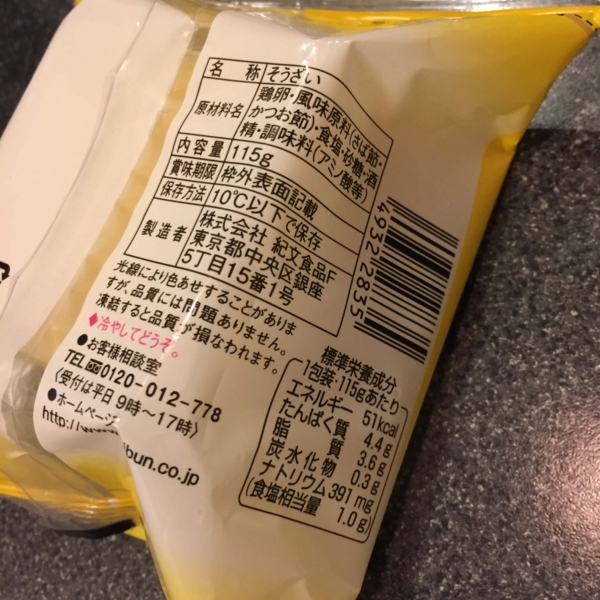 名 称 そうざい
原材料名 鶏卵・風味原料(さば節・
かつお節)・食塩・砂糖・酒
精・調味料(アミノ酸等)
内容量 115g
賞味期限 枠外表面記載
保存方法 10℃以下で保存
製造者 株式会社 紀文食品F
東京都中央区銀座
5丁目15番1号
光線により色あせすることがありま
すが、品質には問題ありません。
凍結すると品質が損なわれます。
◆冷やしてどうぞ。
●お客様相談室
TEL 0120-012-778
(受付は平日9時〜17時)
●ホームページ
http://www
bun.co.jp
4932 2835
標準栄養成分
1包装:115gあたり
エネルギー 51kcal
たんぱく質 4.4g
脂質 3.6g
炭水化物 0.3g
ナトリウム 391mg
(食塩相当量 1.0g)